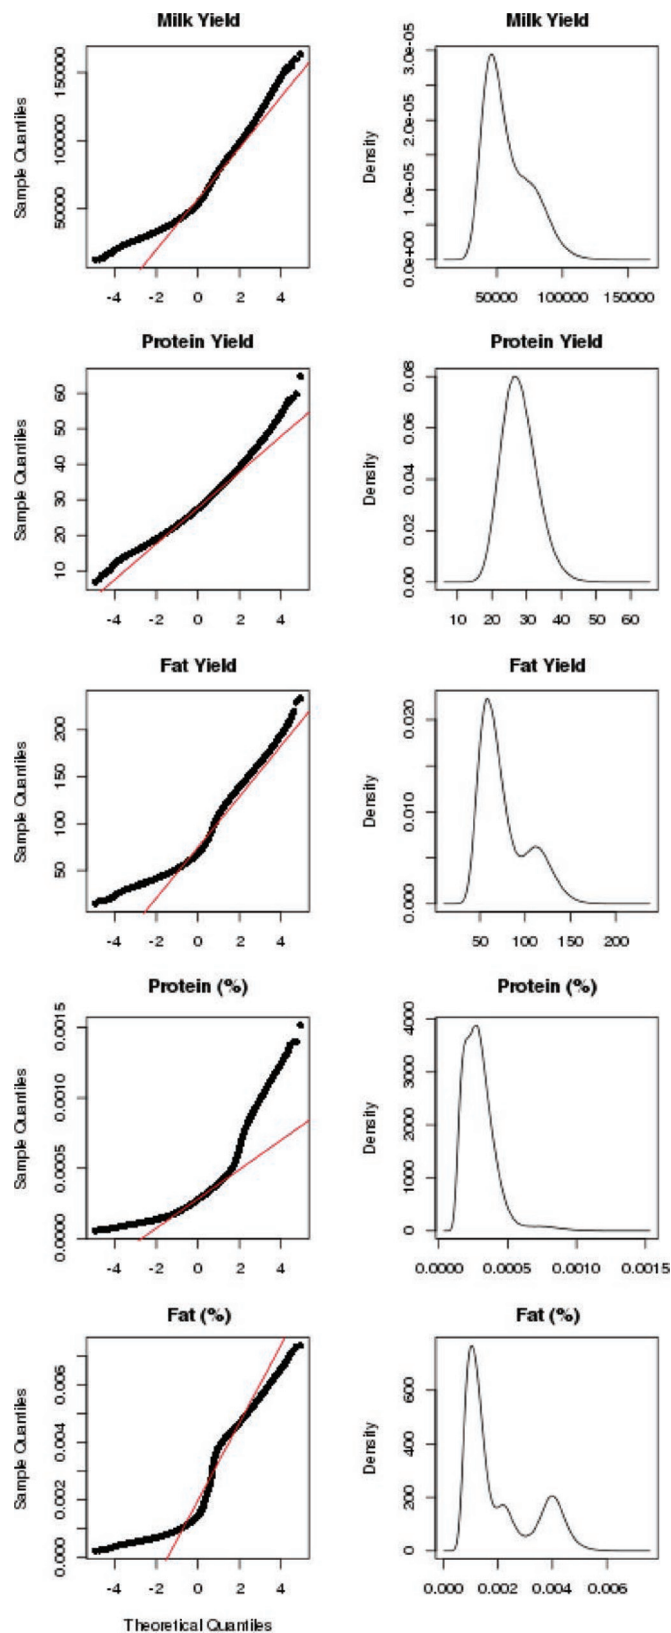 Milk Yield
Sample Quantiles
50000 100000 150000
-4 -2 0 2 4
Milk Yield
Density
0.0e+00 1.0e-05 2.0e-05 3.0e-05
50000 100000 150000
Protein Yield
Sample Quantiles
10 20 30 40 50 60
-4 -2 0 2 4
Protein Yield
Density
0.00 0.02 0.04 0.06 0.08
10 20 30 40 50 60
Fat Yield
Sample Quantiles
50 100 150 200
-4 -2 0 2 4
Fat Yield
Density
0.000 0.010 0.020
50 100 150 200
Protein (%)
Sample Quantiles
0.0000 0.0005 0.0010 0.0015
-4 -2 0 2 4
Protein (%)
Density
0 1000 2000 3000 4000
0.0000 0.0005 0.0010 0.0015
Fat (%)
Sample Quantiles
0.000 0.002 0.004 0.006
-4 -2 0 2 4
Theoretical Quantiles
Fat (%)
Density
0 200 400 600
0.000 0.002 0.004 0.006